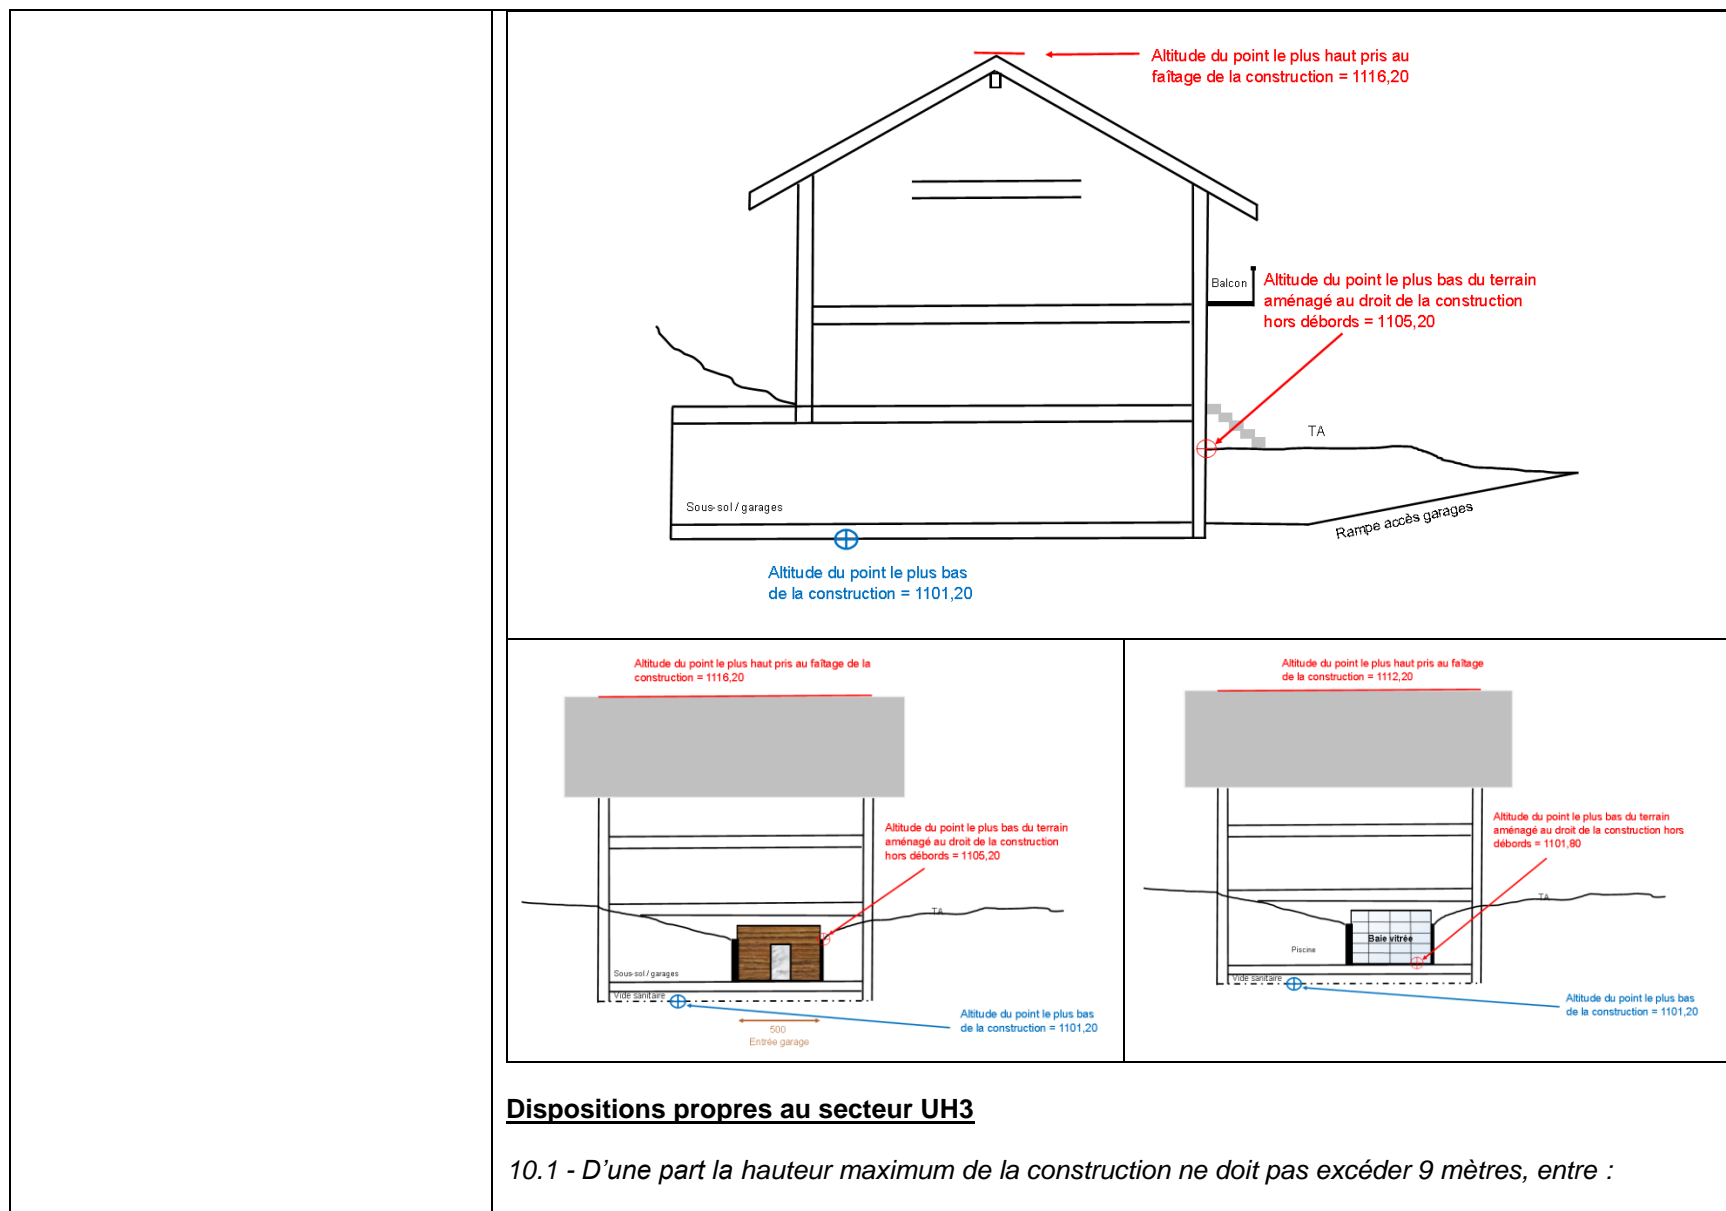 Altitude du point le plus haut pris au
faîtage de la construction = 1116,20
Balcon
Altitude du point le plus bas du terrain
aménagé au droit de la construction
hors débords = 1105,20
TA
Sous-sol / garages
Rampe accès garages
Altitude du point le plus bas
de la construction = 1101,20
Altitude du point le plus haut pris au faîtage de la
construction = 1116,20
Altitude du point le plus bas du terrain
aménagé au droit de la construction
hors débords = 1105,20
TA
Sous-sol / garages
Vide sanitaire
Altitude du point le plus bas
de la construction = 1101,20
500
Entrée garage
Altitude du point le plus haut pris au faîtage
de la construction = 1112,20
Altitude du point le plus bas du terrain
aménagé au droit de la construction hors
débords = 1101,80
TA
Baie vitrée
Piscine
Vide sanitaire
Altitude du point le plus bas
de la construction = 1101,20
Dispositions propres au secteur UH3
10.1 - D’une part la hauteur maximum de la construction ne doit pas excéder 9 mètres, entre :